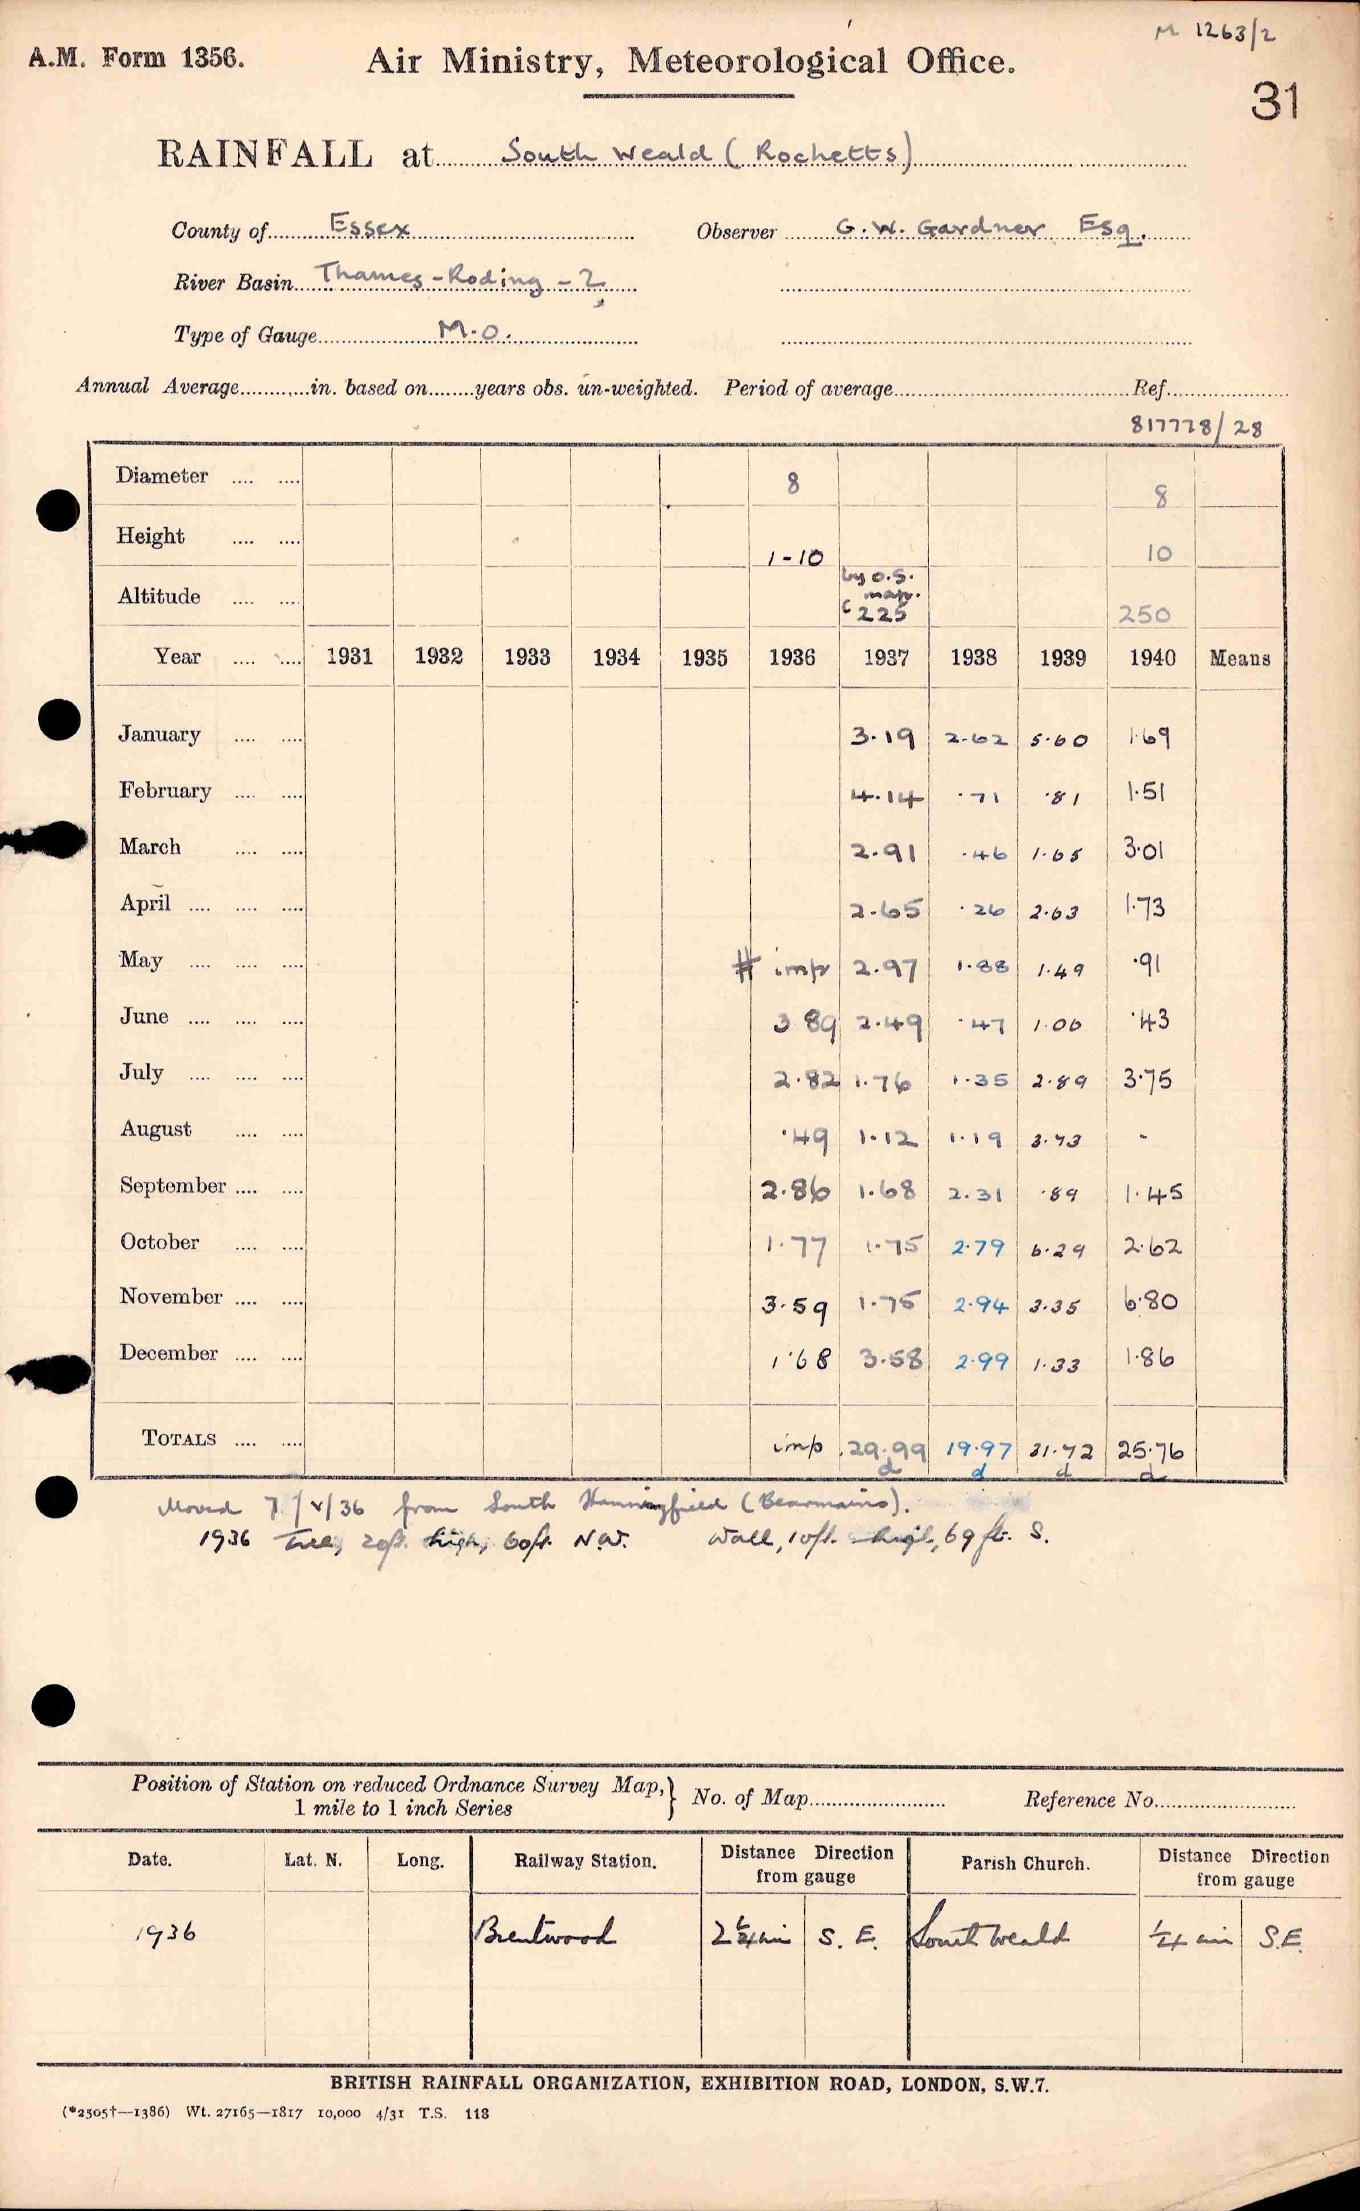 M 1263/2
A.M. Form 1356. Air Ministry, Meteorological Office.
31
RAINFALL at South Weald (Rochetts)
County of Essex Observer G. W. Gardner Esq.
River Basin Thames-Roding-2
Type of Gauge M.O.
Annual Average in. based on years obs. un-weighted. Period of average Ref.
817778/28
Diameter 8 8
Height 1-10 10
by O.S. map.
Altitude c 225 250
Year 1931 1932 1933 1934 1935 1936 1937 1938 1939 1940 Means
January 3.19 2.62 5.60 1.69
February 4.14 .71 .81 1.51
March 2.91 .46 1.65 3.01
April 2.65 .26 2.63 1.73
May # imp 2.97 1.88 1.49 .91
June 3 89 2.49 .47 1.06 .43
July 2.82 1.76 1.35 2.89 3.75
August .49 1.12 1.19 3.73 -
September 2.86 1.68 2.31 .89 1.45
October 1.77 1.75 2.79 6.29 2.62
November 3.59 1.75 2.94 3.35 6.80
December 1.68 3.58 2.99 1.33 1.86
TOTALS imp 29.99 19.97 31.72 25.76
d d d d
Moved 7/V/36 from South Hanningfield (Bearmains).
1936 Tree, 20ft. high, 60ft. N.W. Wall, 10ft. high, 69 ft. S.
Position of Station on reduced Ordnance Survey Map, No. of Map Reference No.
1 mile to 1 inch Series
Date. Lat. N. Long. Railway Station. Distance Direction from gauge Parish Church. Distance Direction from gauge
1936 Brentwood 2 1/4 mi S. E. South Weald 1/4 mi S.E.
BRITISH RAINFALL ORGANIZATION, EXHIBITION ROAD, LONDON, S.W.7.
(*2505†—1386) Wt. 27165—1817 10,000 4/31 T.S. 118